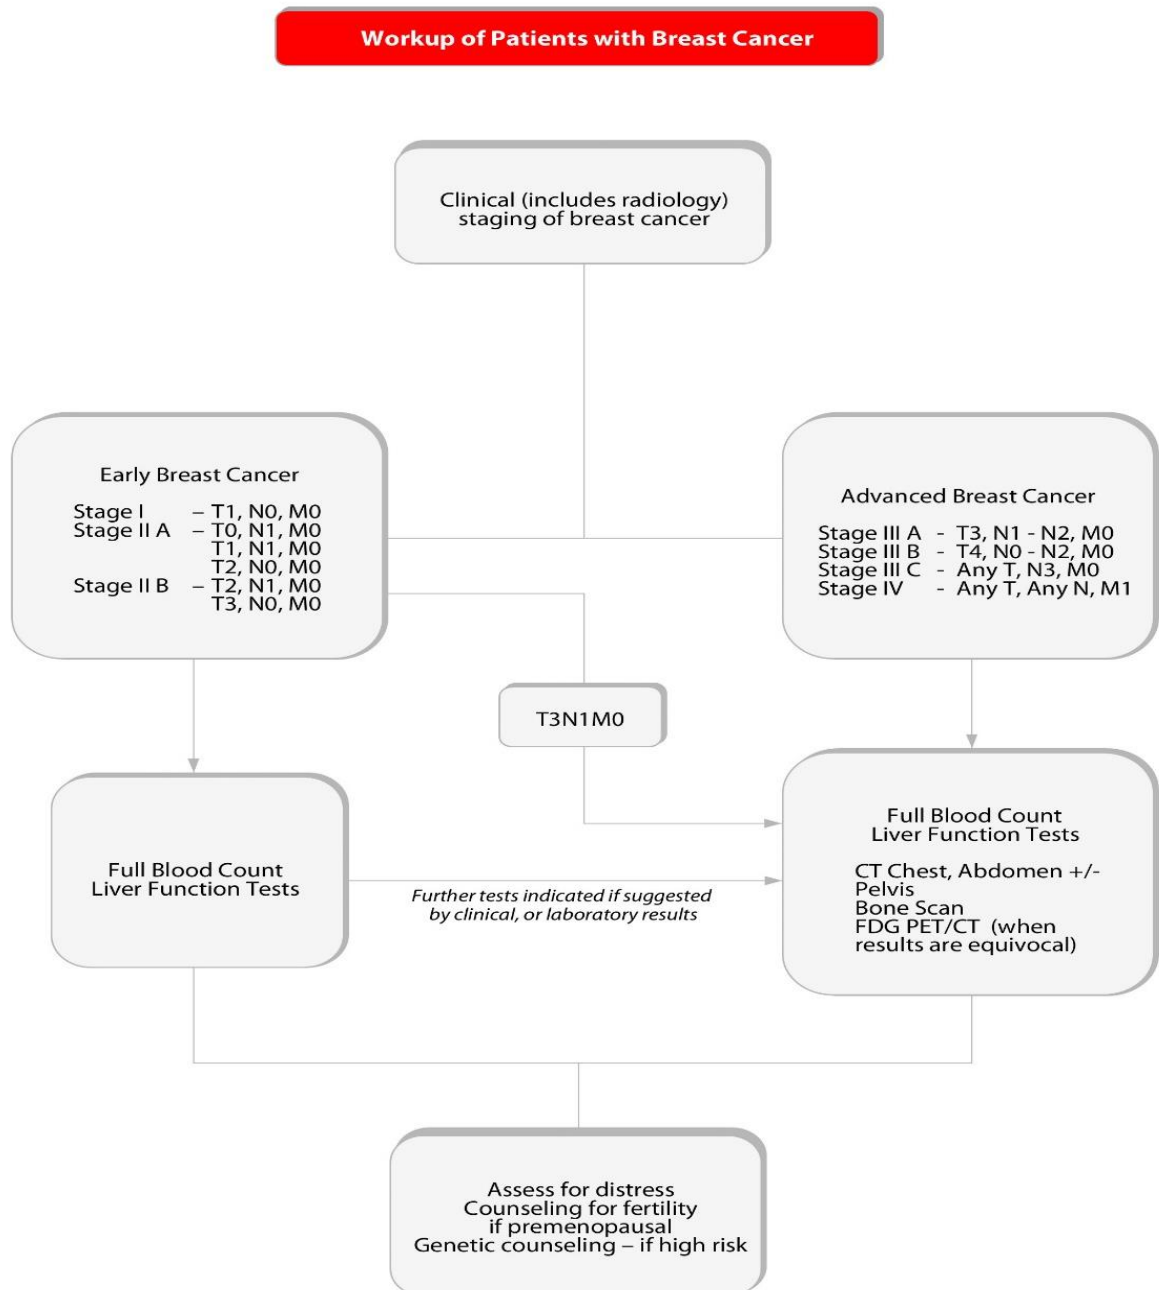 Workup of Patients with Breast Cancer
Clinical (includes radiology)
staging of breast cancer
Early Breast Cancer
Stage I – T1, N0, M0
Stage II A – T0, N1, M0
T1, N1, M0
T2, N0, M0
Stage II B – T2, N1, M0
T3, N0, M0
Advanced Breast Cancer
Stage III A - T3, N1 - N2, M0
Stage III B - T4, N0 - N2, M0
Stage III C - Any T, N3, M0
Stage IV - Any T, Any N, M1
T3N1M0
Full Blood Count
Liver Function Tests
Further tests indicated if suggested
by clinical, or laboratory results
Full Blood Count
Liver Function Tests
CT Chest, Abdomen +/-
Pelvis
Bone Scan
FDG PET/CT (when
results are equivocal)
Assess for distress
Counseling for fertility
if premenopausal
Genetic counseling – if high risk